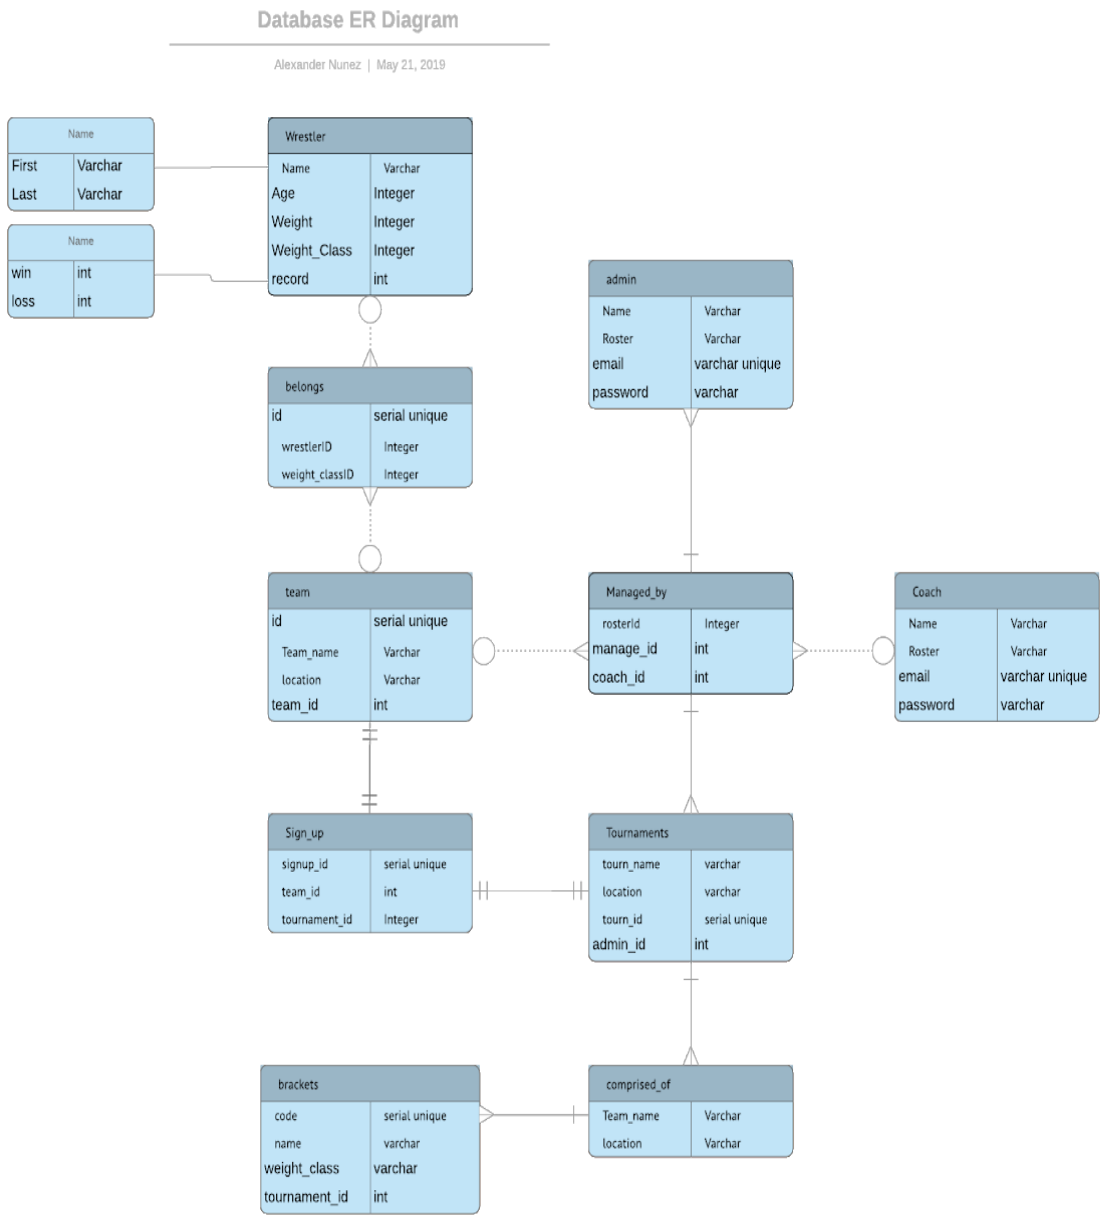 Database ER Diagram
Alexander Nunez | May 21, 2019
Name
First Varchar
Last Varchar
Name
win int
loss int
Wrestler
Name Varchar
Age Integer
Weight Integer
Weight_Class Integer
record int
admin
Name Varchar
Roster Varchar
email varchar unique
password varchar
belongs
id serial unique
wrestlerID Integer
weight_classID Integer
team
id serial unique
Team_name Varchar
location Varchar
team_id int
Managed_by
rosterId Integer
manage_id int
coach_id int
Coach
Name Varchar
Roster Varchar
email varchar unique
password varchar
Sign_up
signup_id serial unique
team_id int
tournament_id Integer
Tournaments
tourn_name varchar
location varchar
tourn_id serial unique
admin_id int
brackets
code serial unique
name varchar
weight_class varchar
tournament_id int
comprised_of
Team_name Varchar
location Varchar